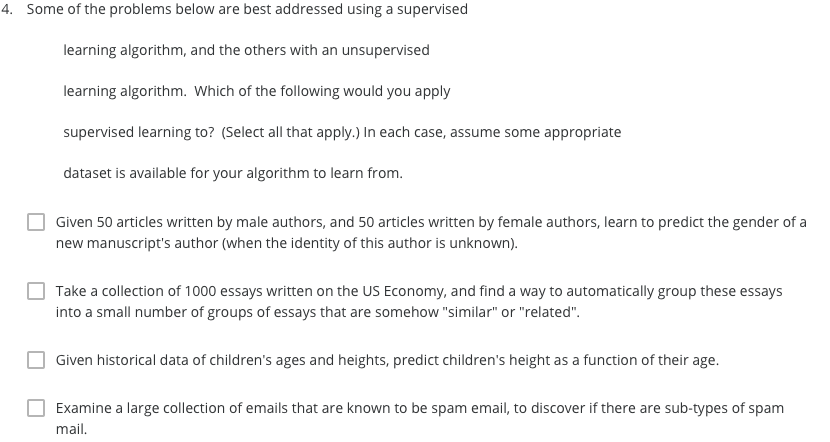 4. Some of the problems below are best addressed using a supervised
learning algorithm, and the others with an unsupervised
learning algorithm. Which of the following would you apply
supervised learning to? (Select all that apply.) In each case, assume some appropriate
dataset is available for your algorithm to learn from.
Given 50 articles written by male authors, and 50 articles written by female authors, learn to predict the gender of a
new manuscript's author (when the identity of this author is unknown).
Take a collection of 1000 essays written on the US Economy, and find a way to automatically group these essays
into a small number of groups of essays that are somehow "similar" or "related".
Given historical data of children's ages and heights, predict children's height as a function of their age.
Examine a large collection of emails that are known to be spam email, to discover if there are sub-types of spam
mail.